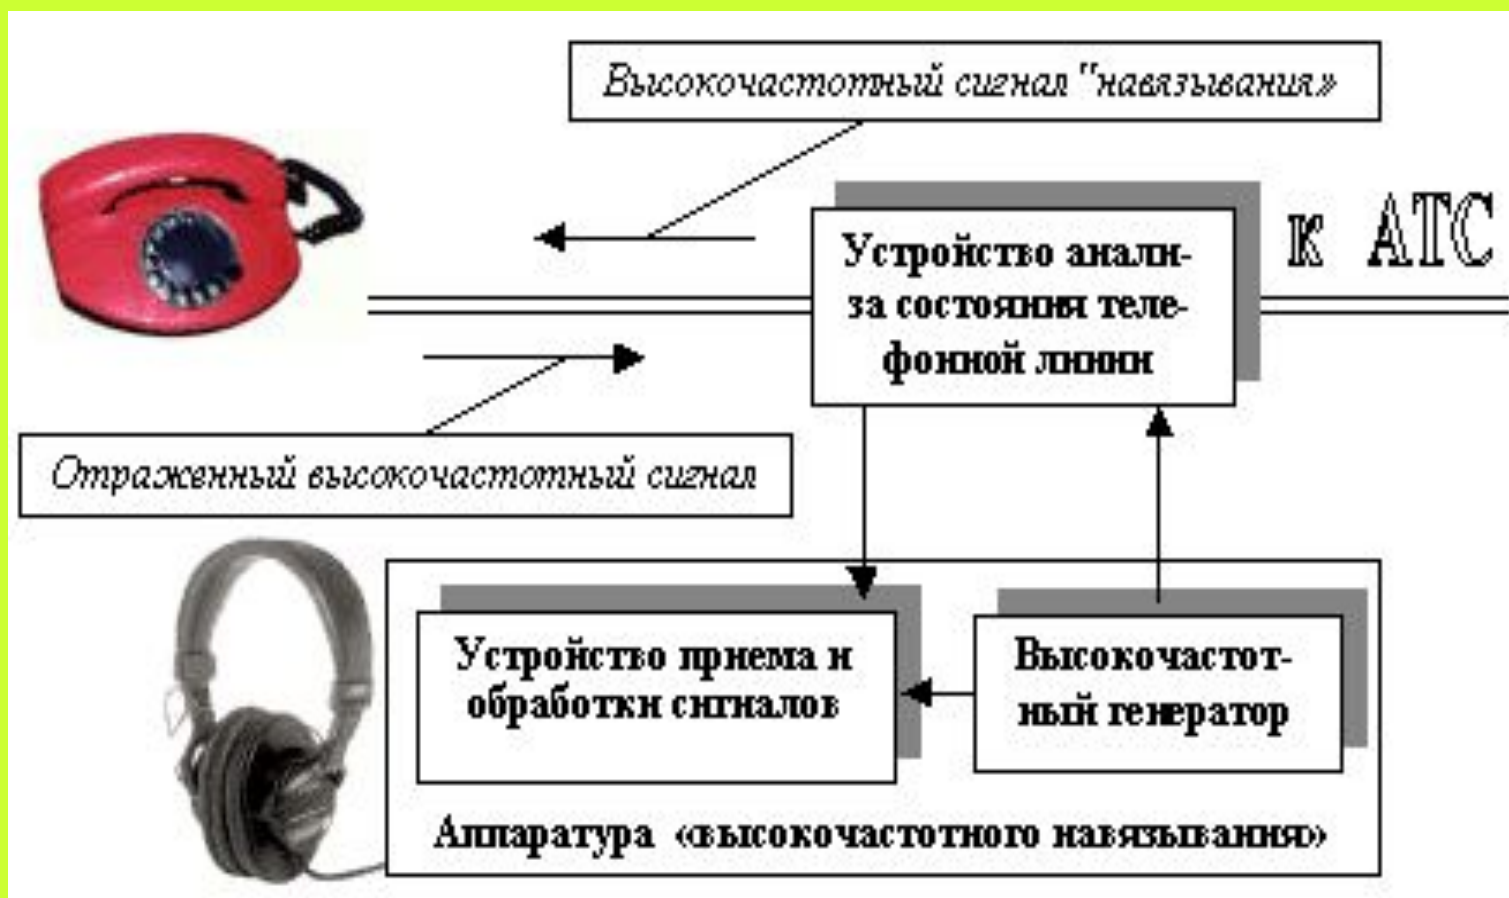 Высокочастотный сигнал "навязывания»
Устройство анали-
за состояния теле-
фонной линии
к АТС
Отраженный высокочастотный сигнал
Устройство приема и
обработки сигналов
Высокочастот-
ный генератор
Аппаратура «высокочастотного навязывания»